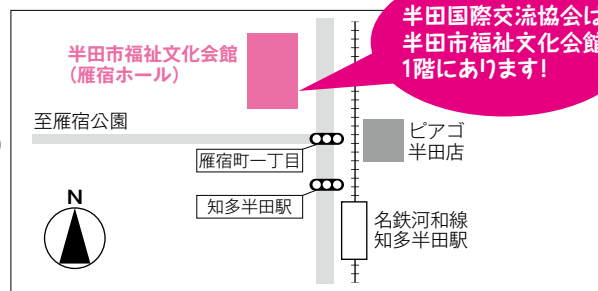 半田国際交流協会は
半田市福祉文化会館
1階にあります!
半田市福祉文化会館
(雁宿ホール)
至雁宿公園
雁宿町一丁目
ピアゴ
半田店
知多半田駅
名鉄河和線
知多半田駅
N